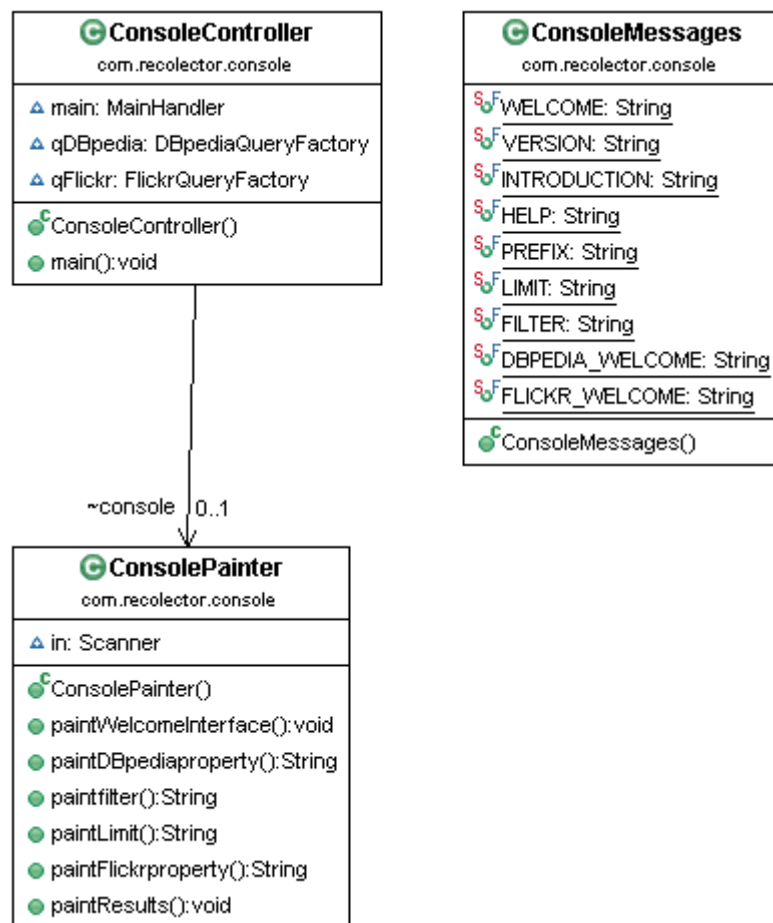 ConsoleController
com.recolector.console
main: MainHandler
qDBpedia: DBpediaQueryFactory
qFlickr: FlickrQueryFactory
ConsoleController()
main():void
ConsoleMessages
com.recolector.console
WELCOME: String
VERSION: String
INTRODUCTION: String
HELP: String
PREFIX: String
LIMIT: String
FILTER: String
DBPEDIA_WELCOME: String
FLICKR_WELCOME: String
ConsoleMessages()
~console 0..1
ConsolePainter
com.recolector.console
in: Scanner
ConsolePainter()
paintWelcomeInterface():void
paintDBpediaproperty():String
paintfilter():String
paintLimit():String
paintFlickrproperty():String
paintResults():void